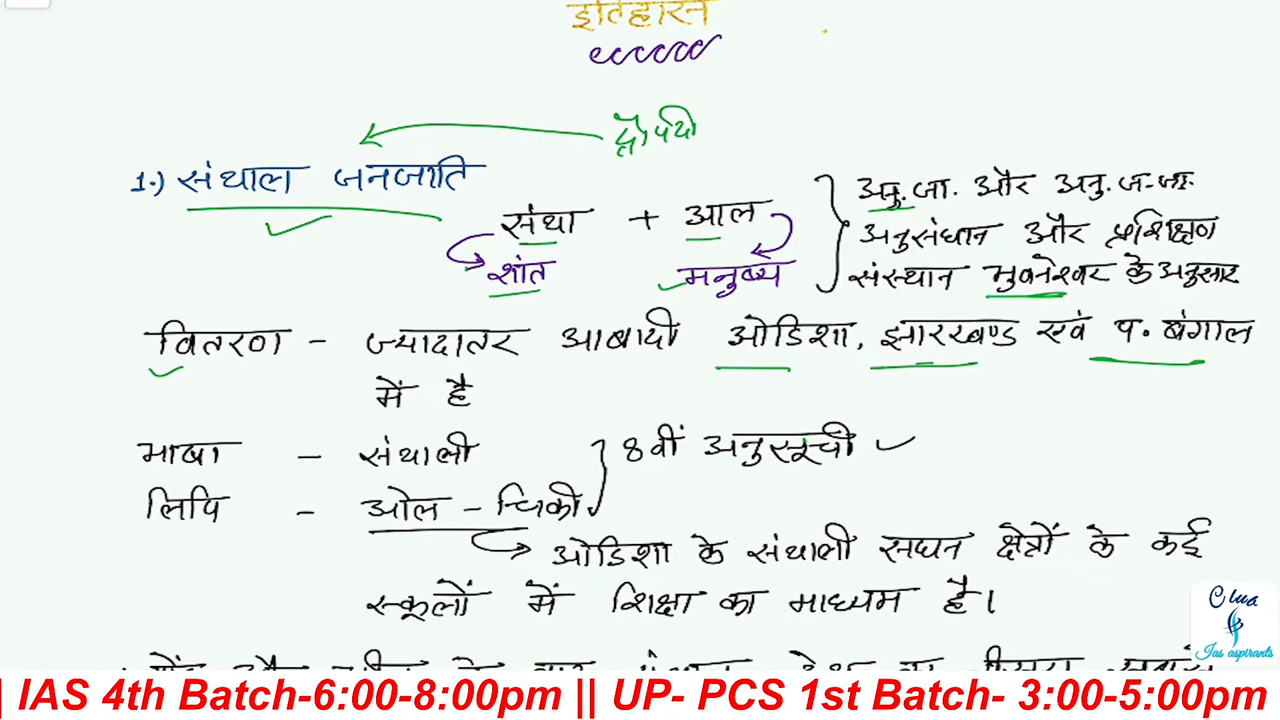 इतिहास
द्रौपदी
1.) संथाल जनजाति
संथा + आल
शांत मनुष्य
अनु.जा. और अनु.ज.जा.
अनुसंधान और प्रशिक्षण
संस्थान भुवनेश्वर के अनुसार
वितरण - ज्यादातर आबादी ओडिशा, झारखण्ड एवं प. बंगाल
में है
भाषा - संथाली
8वीं अनुसूची
लिपि - ओल - चिकी
ओडिशा के संथाली सघन क्षेत्रों के कई
स्कूलों में शिक्षा का माध्यम है।
Clue
Ias aspirants
| IAS 4th Batch-6:00-8:00pm || UP- PCS 1st Batch- 3:00-5:00pm